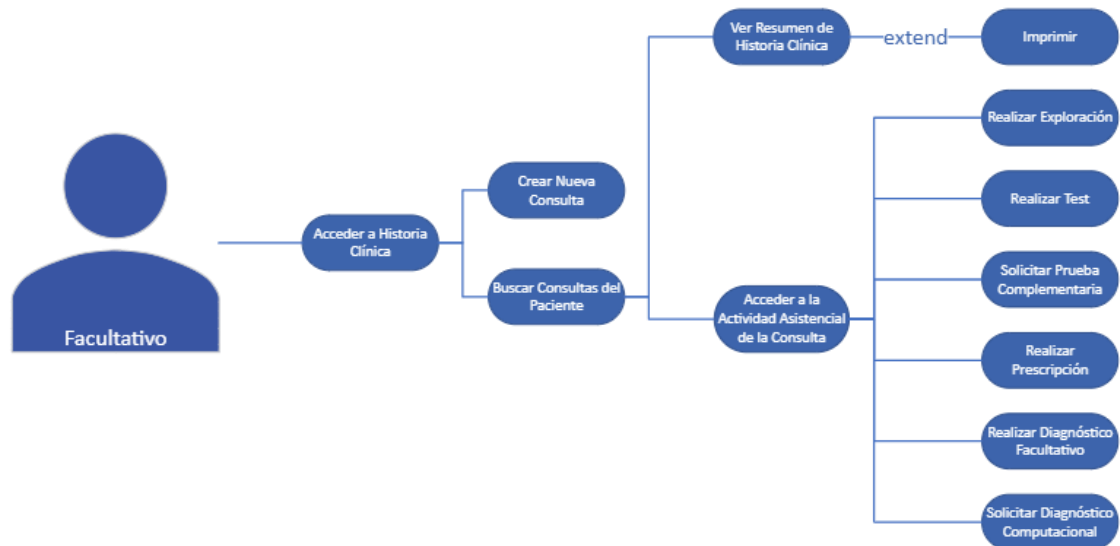 Facultativo
Acceder a Historia
Clínica
Crear Nueva
Consulta
Buscar Consultas del
Paciente
Ver Resumen de
Historia Clínica
extend
Imprimir
Acceder a la
Actividad Asistencial
de la Consulta
Realizar Exploración
Realizar Test
Solicitar Prueba
Complementaria
Realizar
Prescripción
Realizar Diagnóstico
Facultativo
Solicitar Diagnóstico
Computacional